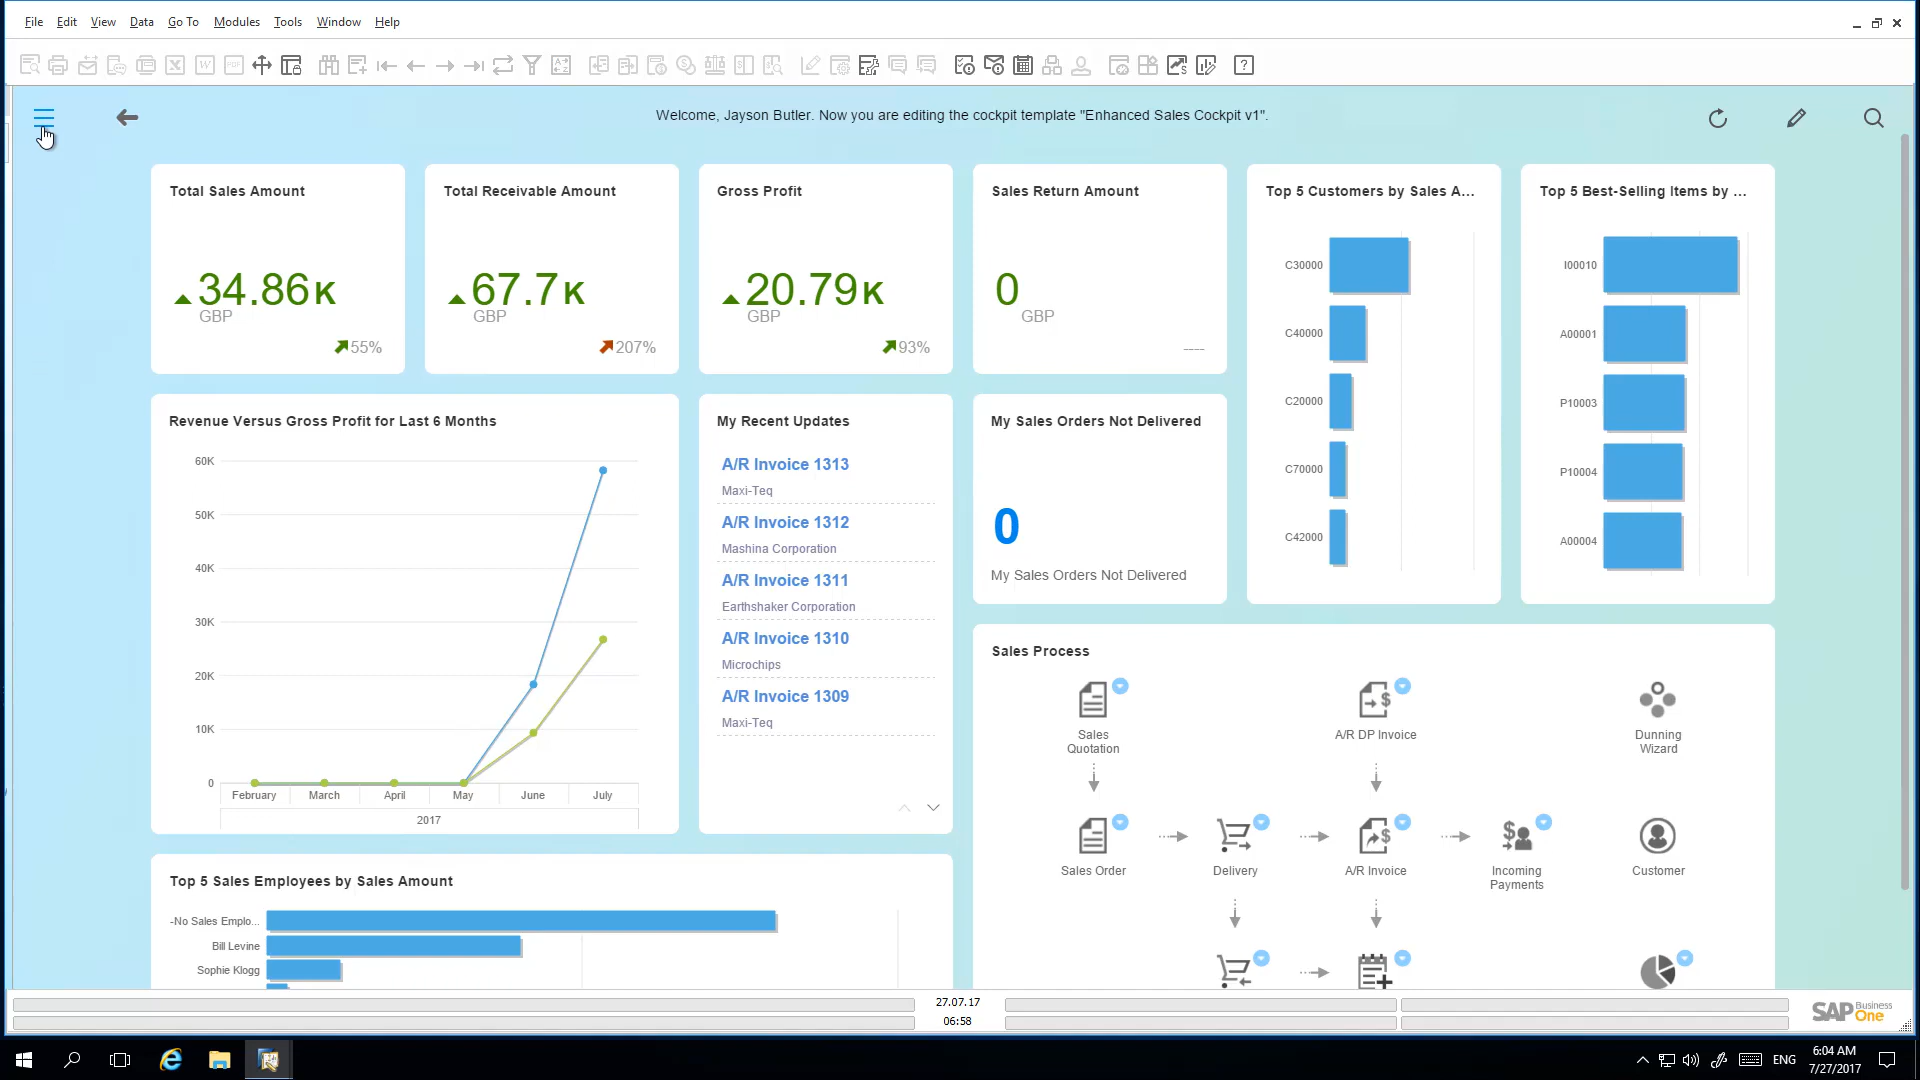 File Edit View Data Go To Modules Tools Window Help
Welcome, Jayson Butler. Now you are editing the cockpit template "Enhanced Sales Cockpit v1".
Total Sales Amount
34.86K
GBP
55%
Total Receivable Amount
67.7K
GBP
207%
Gross Profit
20.79K
GBP
93%
Sales Return Amount
0
GBP
Top 5 Customers by Sales A...
C30000
C40000
C20000
C70000
C42000
Top 5 Best-Selling Items by ...
I00010
A00001
P10003
P10004
A00004
Revenue Versus Gross Profit for Last 6 Months
60K
50K
40K
30K
20K
10K
0
February March April May June July
2017
My Recent Updates
A/R Invoice 1313
Maxi-Teq
A/R Invoice 1312
Mashina Corporation
A/R Invoice 1311
Earthshaker Corporation
A/R Invoice 1310
Microchips
A/R Invoice 1309
Maxi-Teq
My Sales Orders Not Delivered
0
My Sales Orders Not Delivered
Sales Process
Sales
Quotation
A/R DP Invoice
Dunning
Wizard
Sales Order
Delivery
A/R Invoice
Incoming
Payments
Customer
Top 5 Sales Employees by Sales Amount
-No Sales Emplo...
Bill Levine
Sophie Klogg
27.07.17
06:58
SAP Business
One
ENG
6:04 AM
7/27/2017